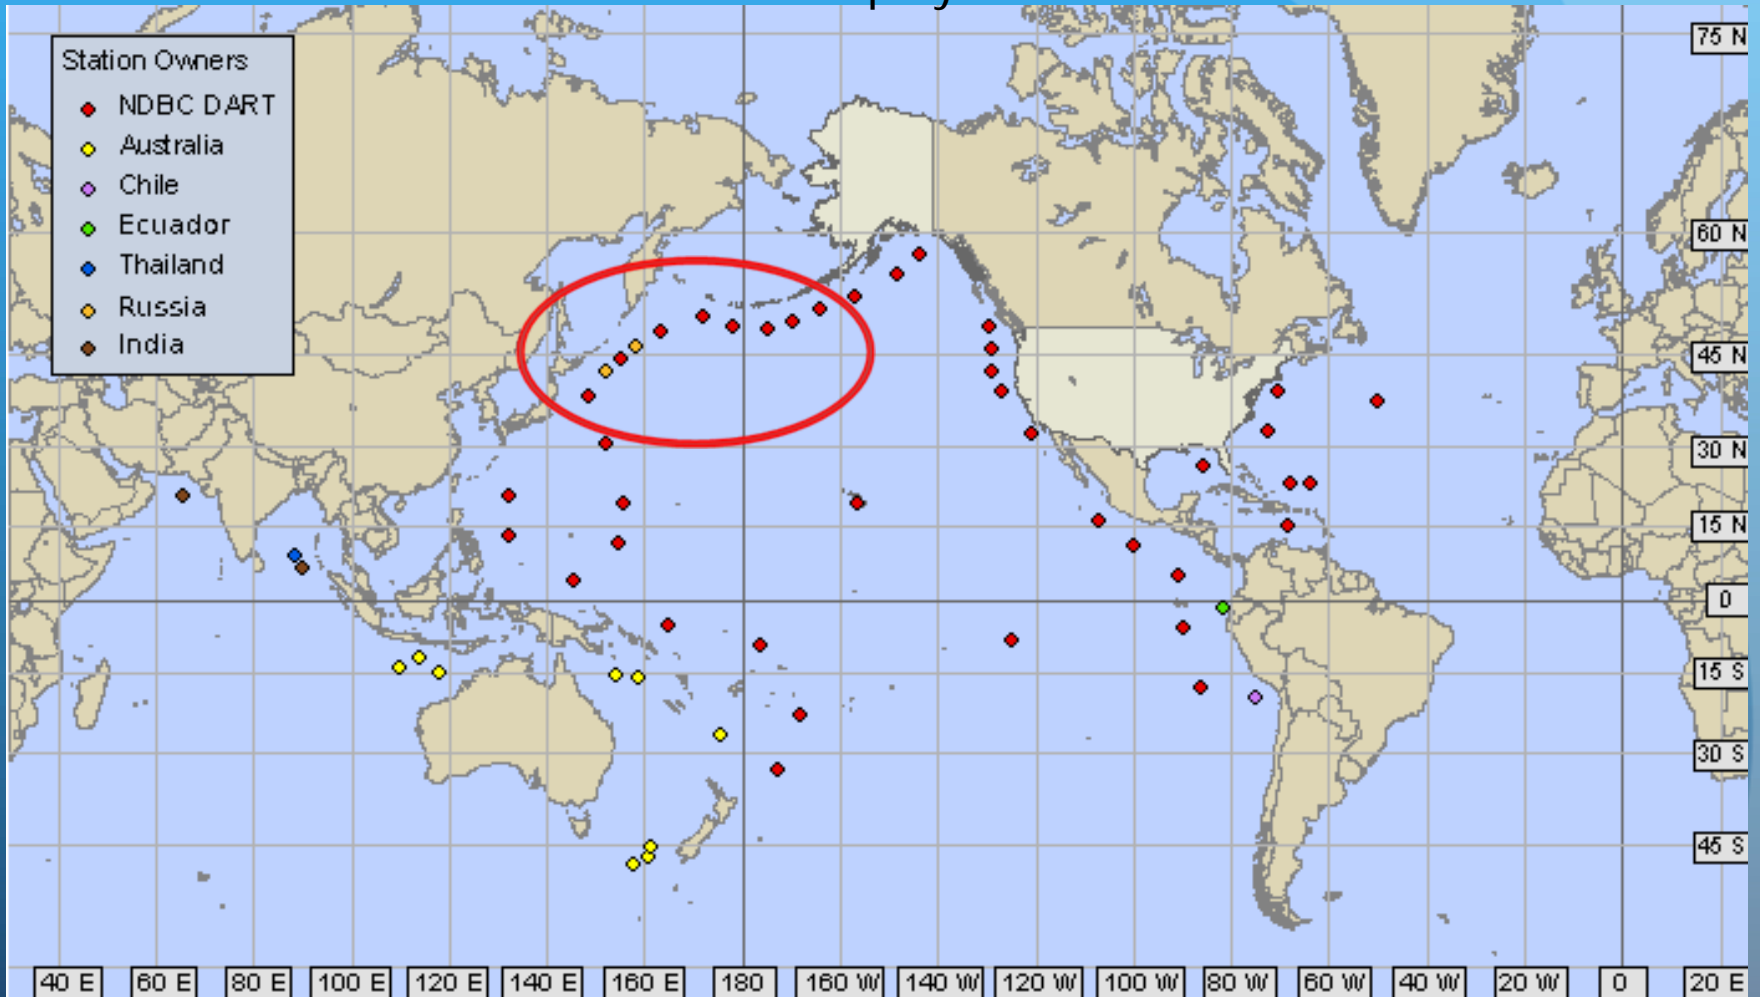 Station Owners
NDBC DART
Australia
Chile
Ecuador
Thailand
Russia
India
75 N
60 N
45 N
30 N
15 N
0
15 S
30 S
45 S
40 E 60 E 80 E 100 E 120 E 140 E 160 E 180 160 W 140 W 120 W 100 W 80 W 60 W 40 W 20 W 0 20 E